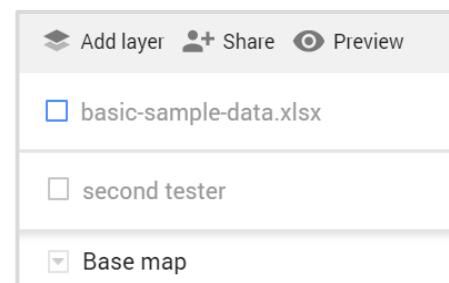 Add layer Share Preview
basic-sample-data.xlsx
second tester
Base map